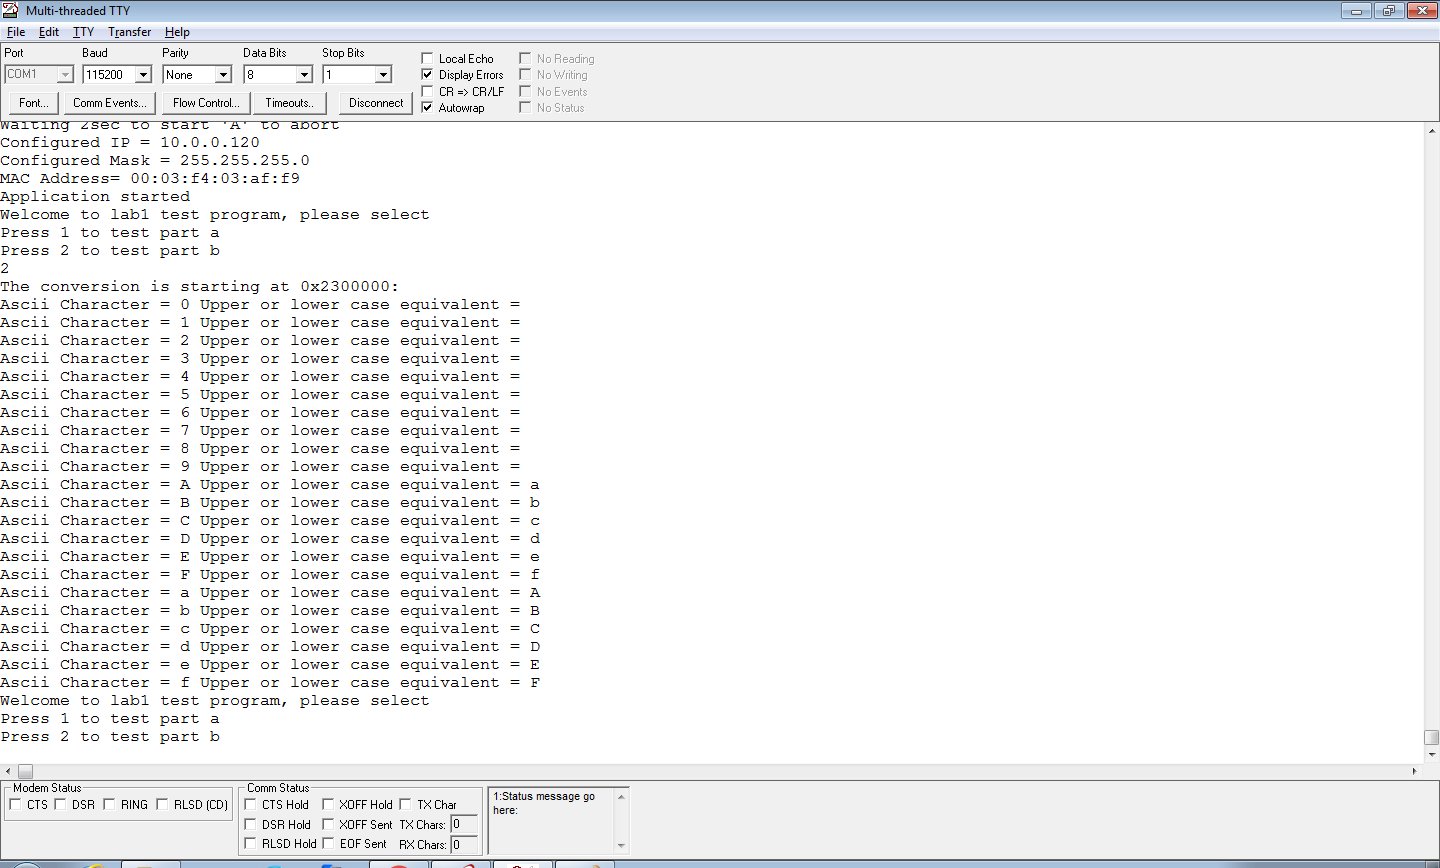 Multi-threaded TTY
File Edit TTY Transfer Help
Port Baud Parity Data Bits Stop Bits
COM1 115200 None 8 1
Font... Comm Events... Flow Control... Timeouts.. Disconnect
Local Echo No Reading
Display Errors No Writing
CR => CR/LF No Events
Autowrap No Status
Waiting 2sec to start 'A' to abort
Configured IP = 10.0.0.120
Configured Mask = 255.255.255.0
MAC Address= 00:03:f4:03:af:f9
Application started
Welcome to lab1 test program, please select
Press 1 to test part a
Press 2 to test part b
2
The conversion is starting at 0x2300000:
Ascii Character = 0 Upper or lower case equivalent =
Ascii Character = 1 Upper or lower case equivalent =
Ascii Character = 2 Upper or lower case equivalent =
Ascii Character = 3 Upper or lower case equivalent =
Ascii Character = 4 Upper or lower case equivalent =
Ascii Character = 5 Upper or lower case equivalent =
Ascii Character = 6 Upper or lower case equivalent =
Ascii Character = 7 Upper or lower case equivalent =
Ascii Character = 8 Upper or lower case equivalent =
Ascii Character = 9 Upper or lower case equivalent =
Ascii Character = A Upper or lower case equivalent = a
Ascii Character = B Upper or lower case equivalent = b
Ascii Character = C Upper or lower case equivalent = c
Ascii Character = D Upper or lower case equivalent = d
Ascii Character = E Upper or lower case equivalent = e
Ascii Character = F Upper or lower case equivalent = f
Ascii Character = a Upper or lower case equivalent = A
Ascii Character = b Upper or lower case equivalent = B
Ascii Character = c Upper or lower case equivalent = C
Ascii Character = d Upper or lower case equivalent = D
Ascii Character = e Upper or lower case equivalent = E
Ascii Character = f Upper or lower case equivalent = F
Welcome to lab1 test program, please select
Press 1 to test part a
Press 2 to test part b
Modem Status
CTS DSR RING RLSD (CD)
Comm Status
CTS Hold XOFF Hold TX Char
DSR Hold XOFF Sent TX Chars: 0
RLSD Hold EOF Sent RX Chars: 0
1:Status message go
here: